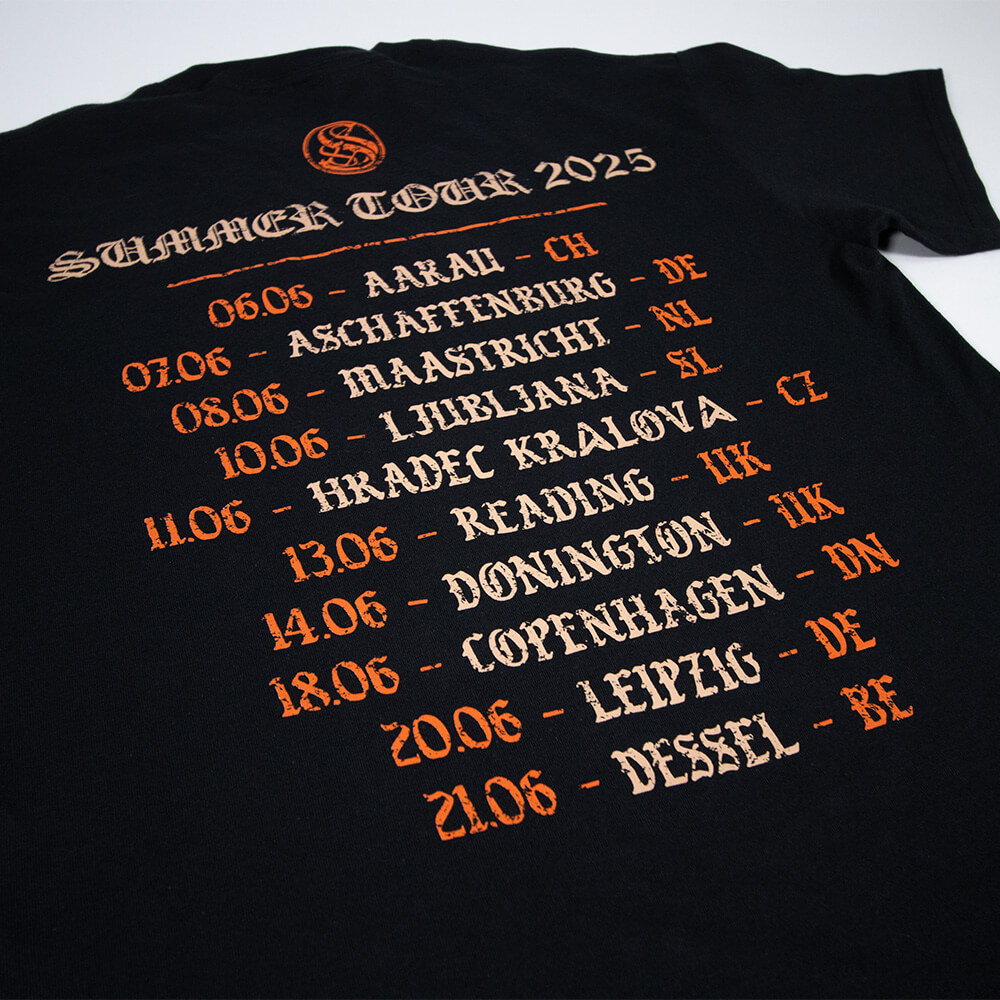 S
SUMMER TOUR 2025
06.06 - AARAU - CH
07.06 - ASCHAFFENBURG - DE
08.06 - MAASTRICHT - NL
10.06 - LJUBLJANA - SL
11.06 - HRADEC KRALOVA - CZ
13.06 - READING - UK
14.06 - DONINGTON - UK
18.06 - COPENHAGEN - DN
20.06 - LEIPZIG - DE
21.06 - DESSEL - BE